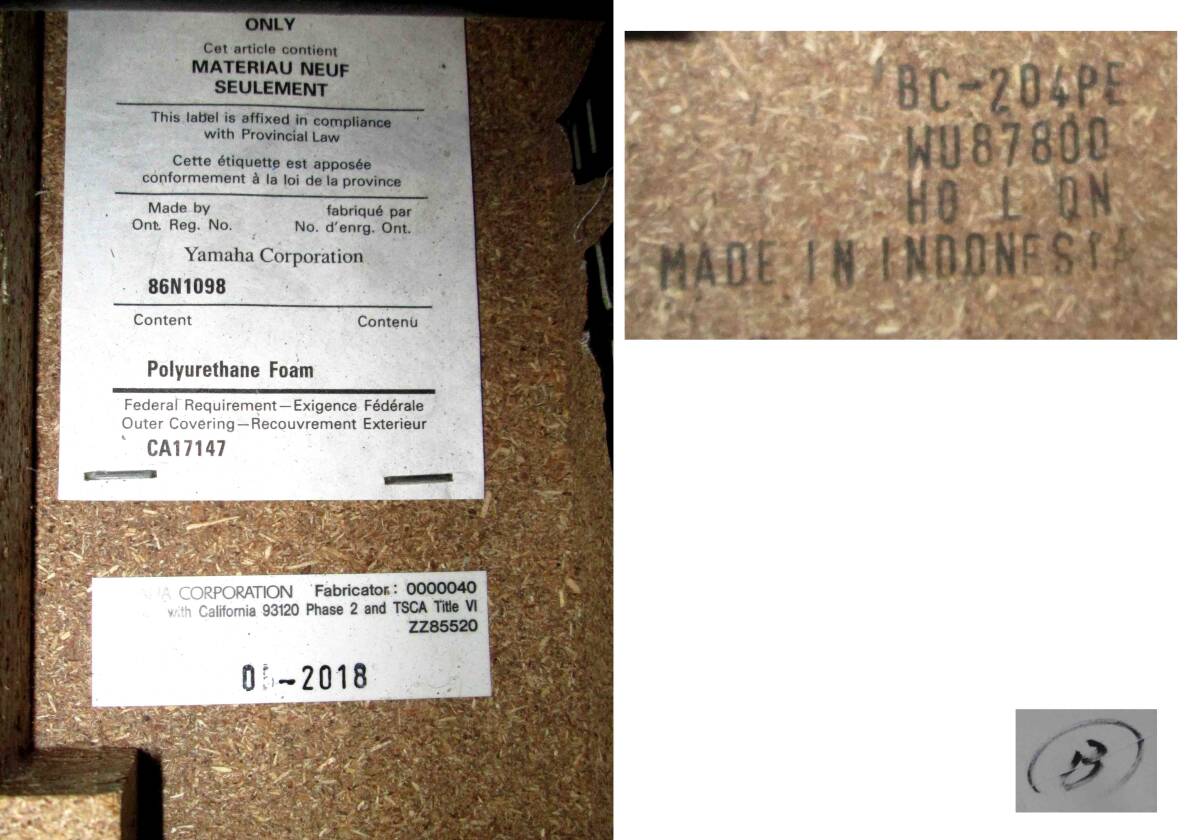 ONLY
Cet article contient
MATERIAU NEUF
SEULEMENT
This label is affixed in compliance
with Provincial Law
Cette étiquette est apposée
conformement à la loi de la province
Made by fabriqué par
Ont. Reg. No. No. d'enrg. Ont.
Yamaha Corporation
86N1098
Content Contenu
Polyurethane Foam
Federal Requirement—Exigence Fédérale
Outer Covering—Recouvrement Exterieur
CA17147
CORPORATION Fabricator: 0000040
with California 93120 Phase 2 and TSCA Title VI
ZZ85520
05-2018
BC-204PE
WU87800
MADE IN INDONESIA
B